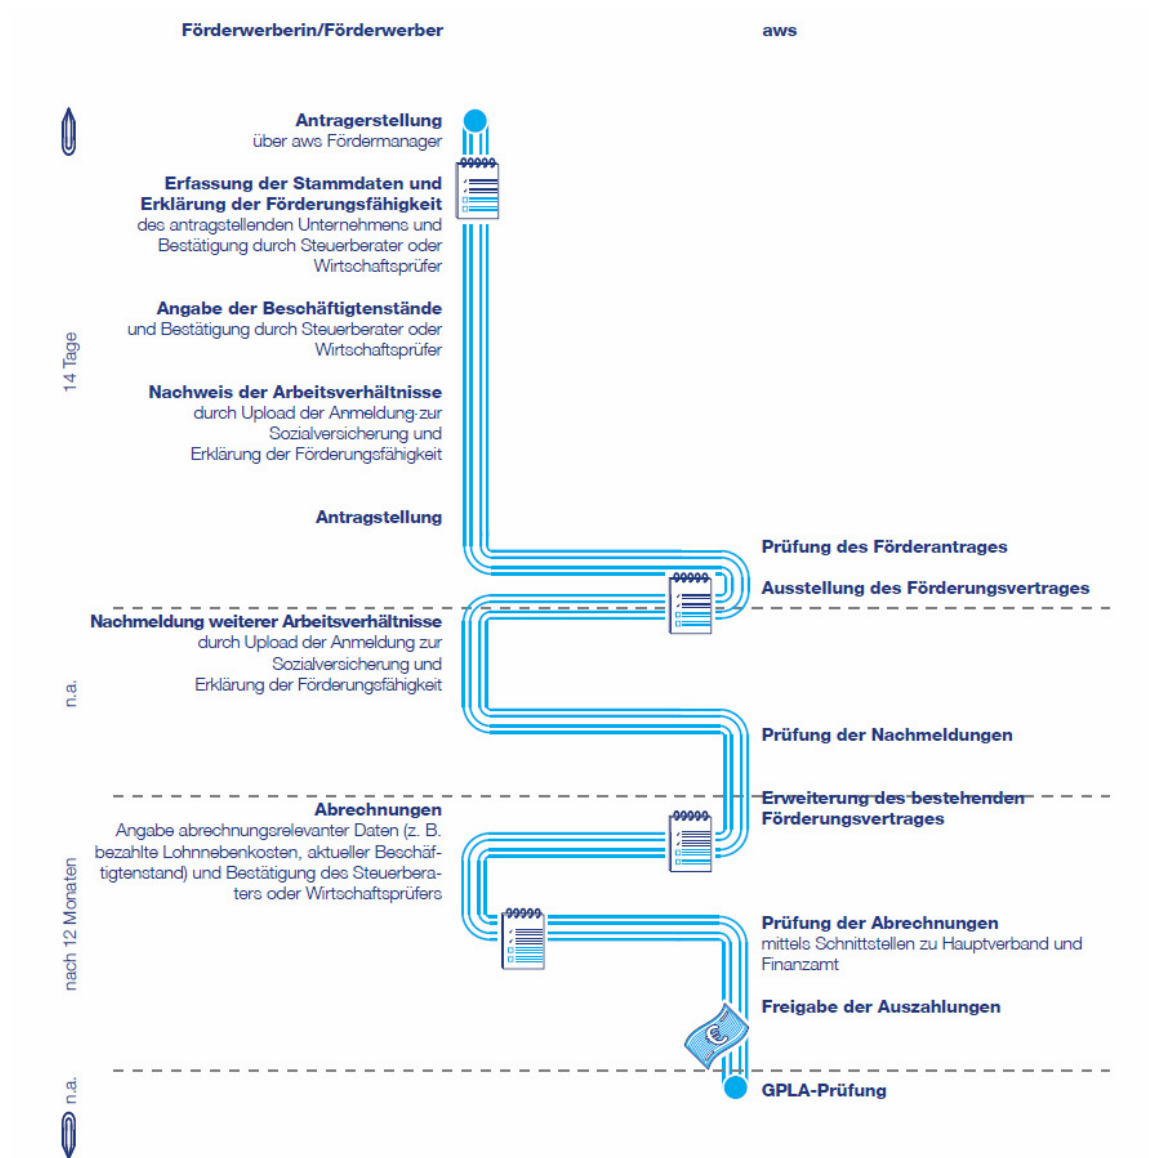 Förderwerberin/Förderwerber
aws
Antragerstellung
über aws Fördermanager
Erfassung der Stammdaten und
Erklärung der Förderungsfähigkeit
des antragstellenden Unternehmens und
Bestätigung durch Steuerberater oder
Wirtschaftsprüfer
Angabe der Beschäftigtenstände
und Bestätigung durch Steuerberater oder
Wirtschaftsprüfer
14 Tage
Nachweis der Arbeitsverhältnisse
durch Upload der Anmeldung zur
Sozialversicherung und
Erklärung der Förderungsfähigkeit
Antragstellung
Prüfung des Förderantrages
Ausstellung des Förderungsvertrages
Nachmeldung weiterer Arbeitsverhältnisse
durch Upload der Anmeldung zur
Sozialversicherung und
Erklärung der Förderungsfähigkeit
n.a.
Prüfung der Nachmeldungen
Erweiterung des bestehenden
Förderungsvertrages
Abrechnungen
Angabe abrechnungsrelevanter Daten (z. B.
bezahlte Lohnnebenkosten, aktueller Beschäf-
tigtenstand) und Bestätigung des Steuerbera-
ters oder Wirtschaftsprüfers
nach 12 Monaten
Prüfung der Abrechnungen
mittels Schnittstellen zu Hauptverband und
Finanzamt
Freigabe der Auszahlungen
n.a.
GPLA-Prüfung